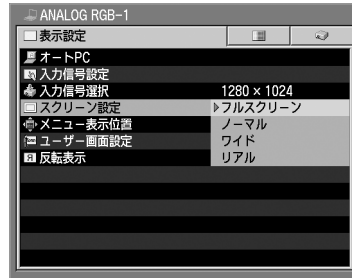 ANALOG RGB-1
表示設定
オートPC
入力信号設定
入力信号選択 1280 × 1024
スクリーン設定 フルスクリーン
メニュー表示位置 ノーマル
ユーザー画面設定 ワイド
反転表示 リアル